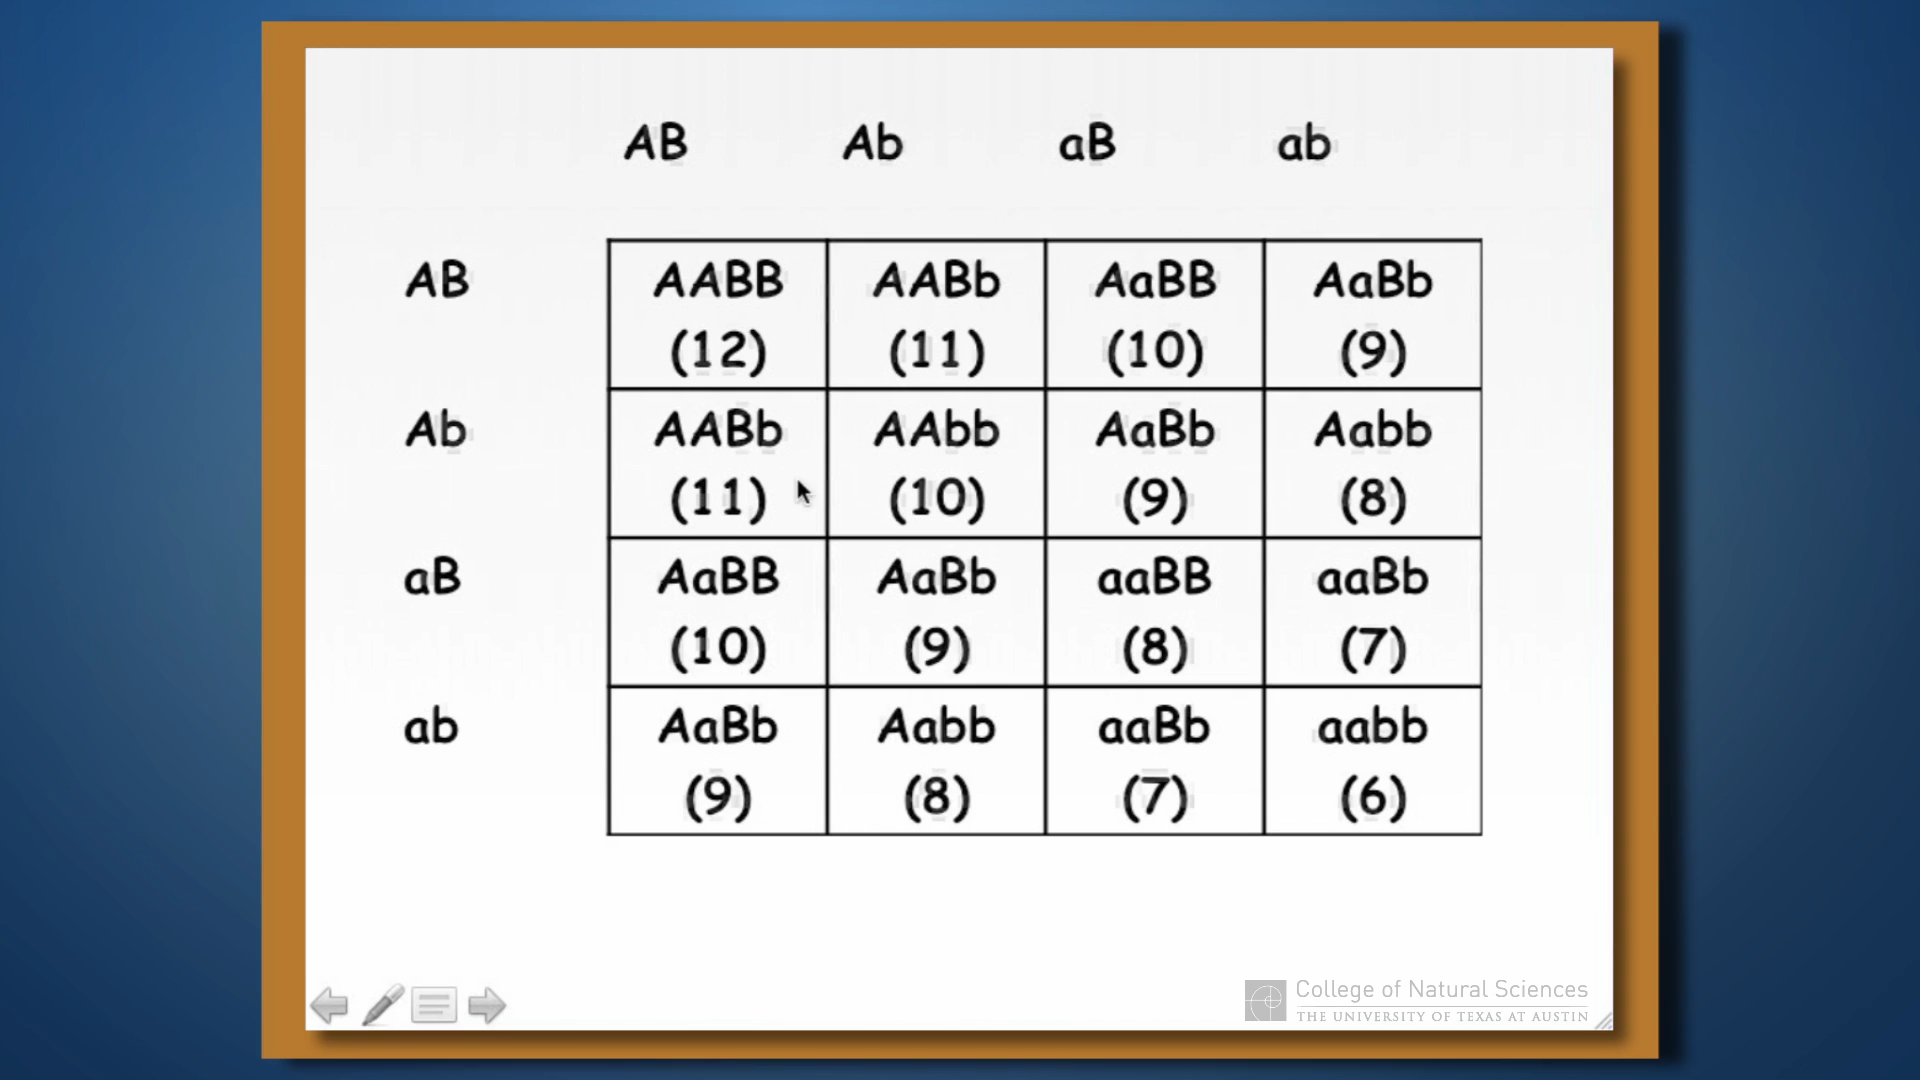 AB Ab aB ab
AB AABB AABb AaBB AaBb
(12) (11) (10) (9)
Ab AABb AAbb AaBb Aabb
(11) (10) (9) (8)
aB AaBB AaBb aaBB aaBb
(10) (9) (8) (7)
ab AaBb Aabb aaBb aabb
(9) (8) (7) (6)
College of Natural Sciences
THE UNIVERSITY OF TEXAS AT AUSTIN